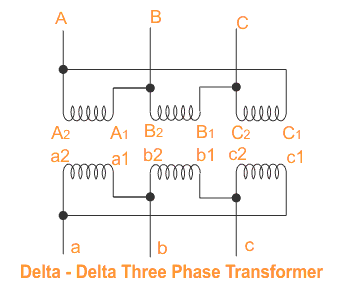 A B C
A2 A1 B2 B1 C2 C1
a2 a1 b2 b1 c2 c1
a b c
Delta - Delta Three Phase Transformer